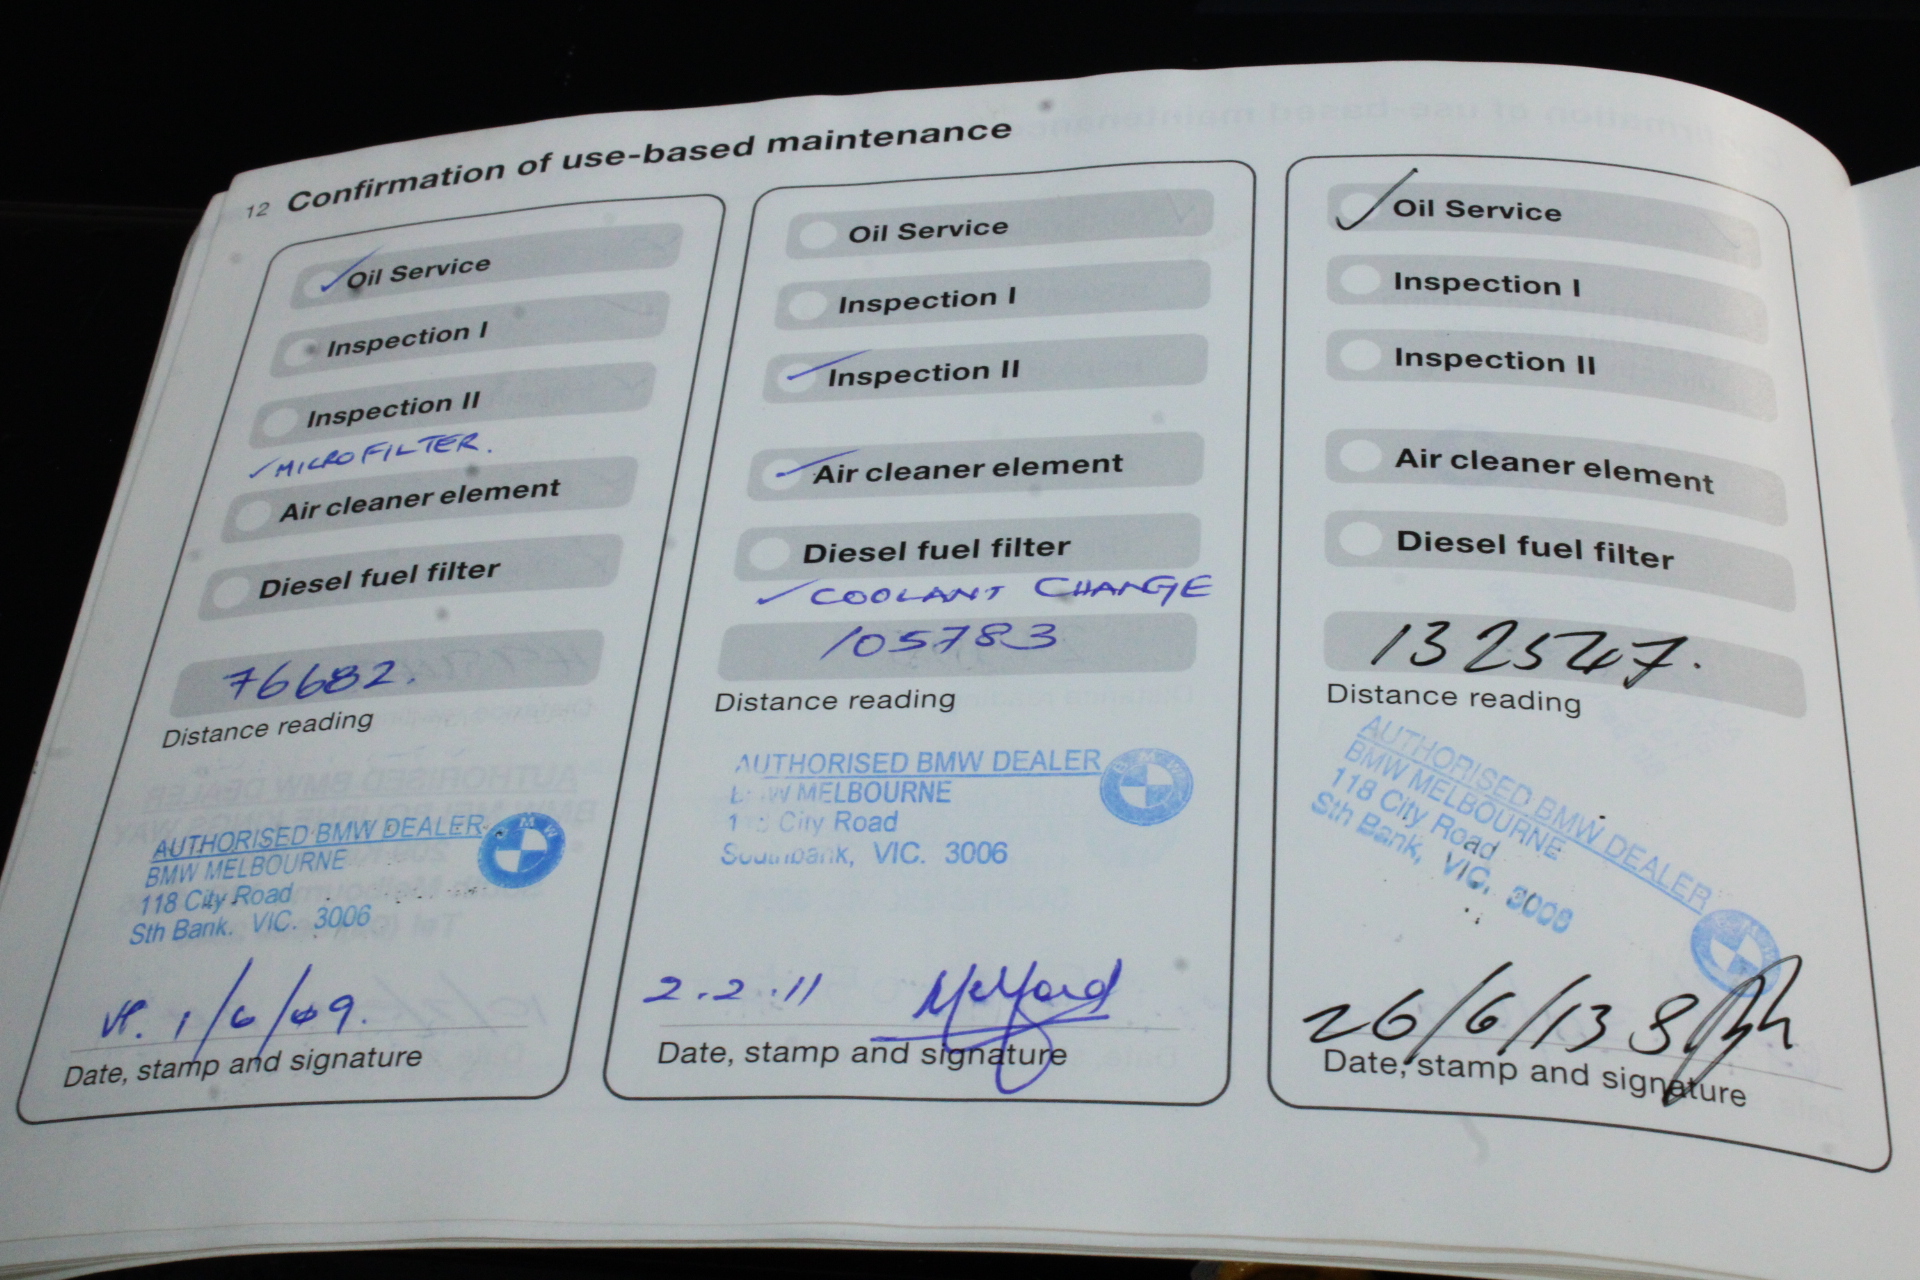 12 Confirmation of use-based maintenance
Oil Service
Inspection I
Inspection II
MICROFILTER.
Air cleaner element
Diesel fuel filter
76682.
Distance reading
AUTHORISED BMW DEALER
BMW MELBOURNE
118 City Road
Sth Bank. VIC. 3006
1/6/09.
Date, stamp and signature
Oil Service
Inspection I
Inspection II
Air cleaner element
Diesel fuel filter
COOLANT CHANGE
105783
Distance reading
AUTHORISED BMW DEALER
MELBOURNE
City Road
Southbank, VIC. 3006
2.2.11
Date, stamp and signature
Oil Service
Inspection I
Inspection II
Air cleaner element
Diesel fuel filter
132547.
Distance reading
AUTHORISED BMW DEALER
BMW MELBOURNE
118 City Road
Sth Bank, VIC. 3006
26/6/13
Date, stamp and signature